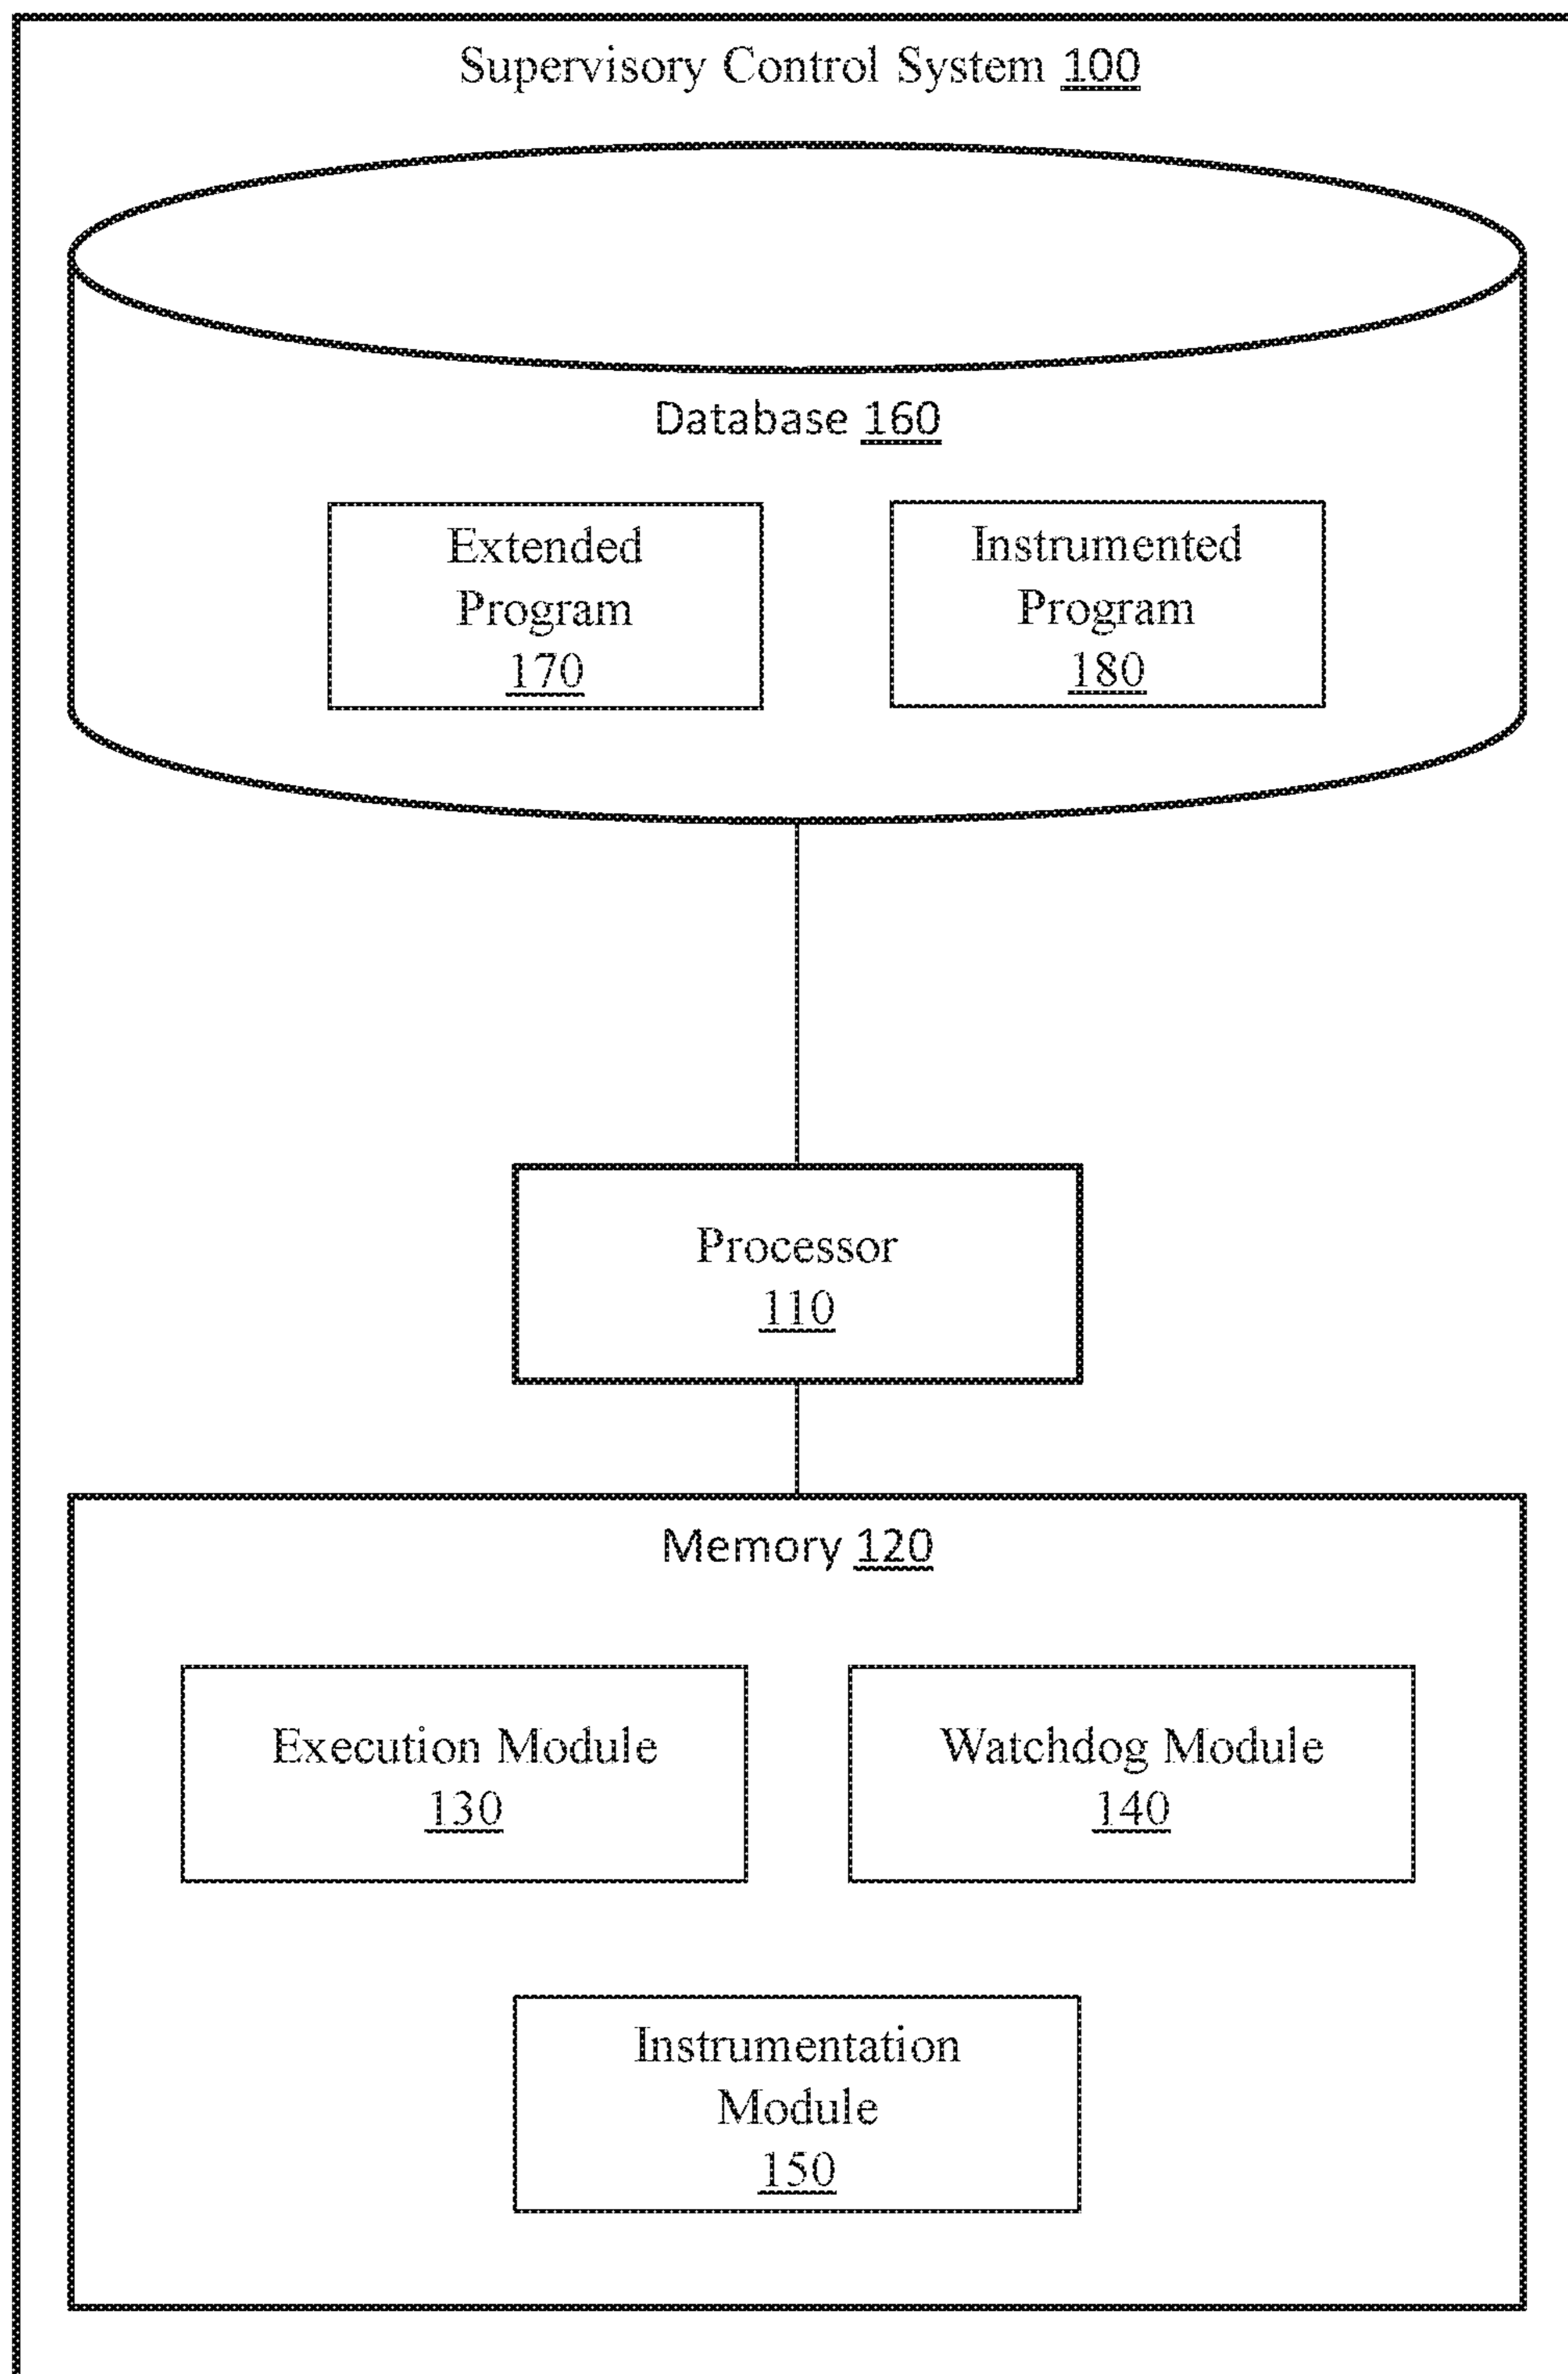 Supervisory Control System 100
Database 160
Extended
Program
170
Instrumented
Program
180
Processor
110
Memory 120
Execution Module
130
Watchdog Module
140
Instrumentation
Module
150